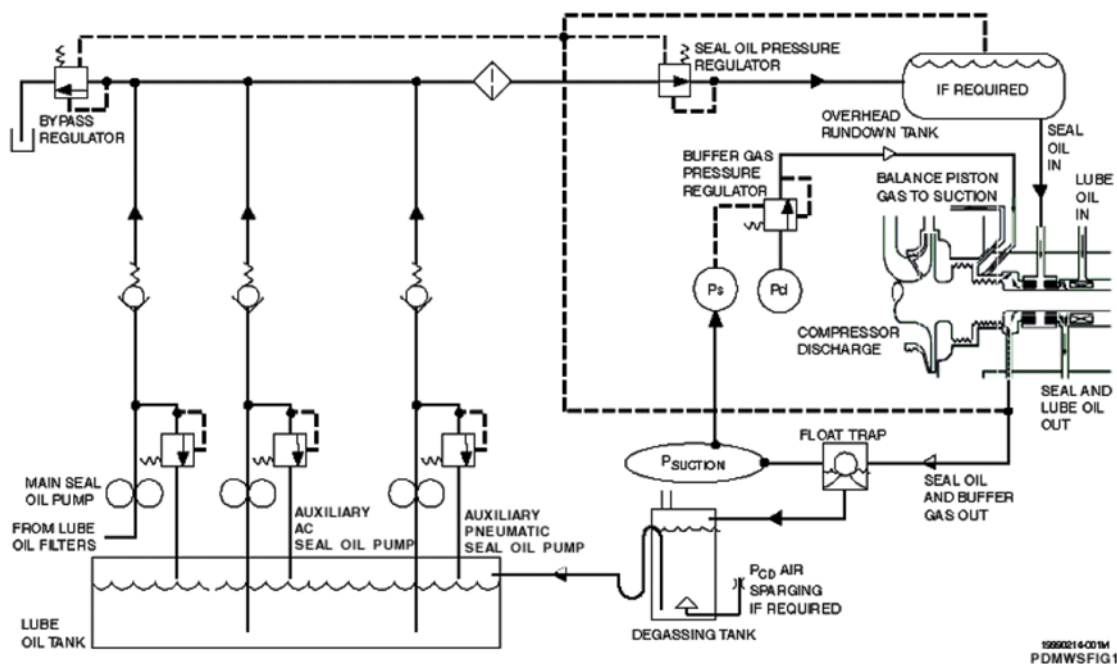 SEAL OIL PRESSURE
REGULATOR
IF REQUIRED
BYPASS
REGULATOR
OVERHEAD
RUNDOWN TANK
SEAL
OIL
IN
BUFFER GAS
PRESSURE
REGULATOR
BALANCE PISTON
GAS TO SUCTION
LUBE
OIL
IN
Ps
Pd
COMPRESSOR
DISCHARGE
SEAL AND
LUBE OIL
OUT
FLOAT TRAP
PSUCTION
SEAL OIL
AND BUFFER
GAS OUT
MAIN SEAL
OIL PUMP
FROM LUBE
OIL FILTERS
AUXILIARY
AC
SEAL OIL PUMP
AUXILIARY
PNEUMATIC
SEAL OIL PUMP
PCD AIR
SPARGING
IF REQUIRED
LUBE
OIL TANK
DEGASSING TANK
19990214-001M
PDMWSFIG1